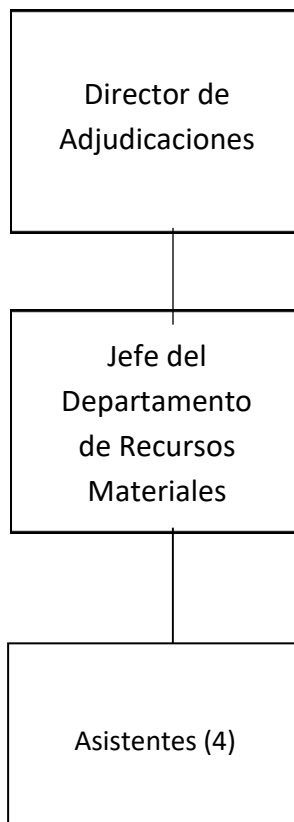 Director de
Adjudicaciones
Jefe del
Departamento
de Recursos
Materiales
Asistentes (4)